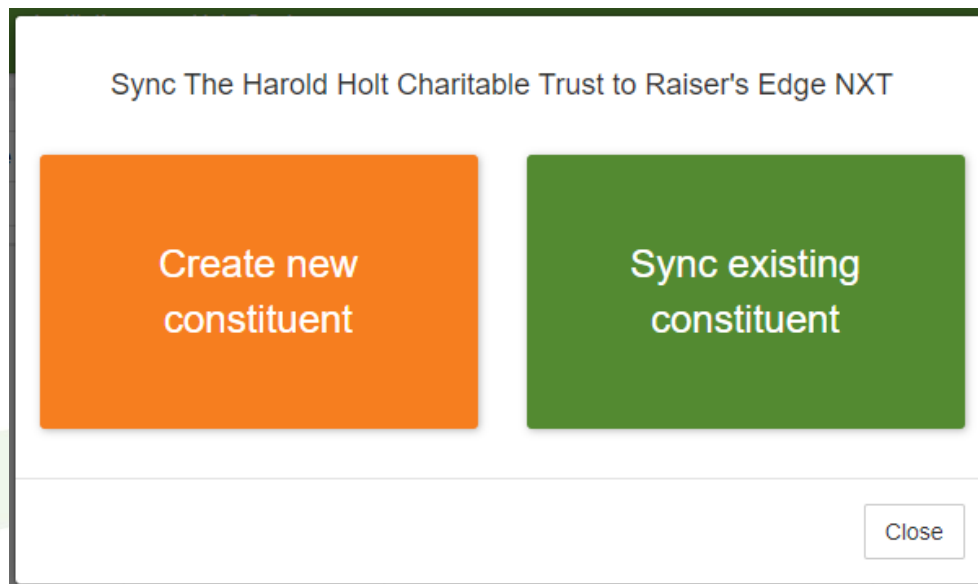 Sync The Harold Holt Charitable Trust to Raiser's Edge NXT
Create new
constituent
Sync existing
constituent
Close